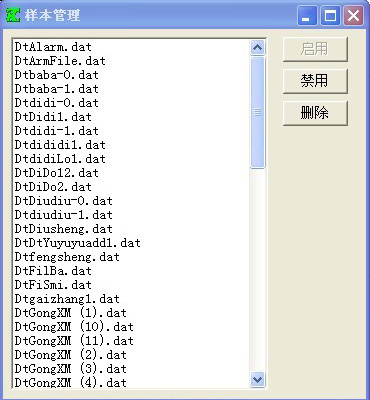 样本管理
DtAlarm.dat
DtArmFile.dat
Dtbaba-0.dat
Dtbaba-1.dat
Dtdidi-0.dat
DtDidi1.dat
Dtdidi-1.dat
Dtdididi1.dat
DtdidiLo1.dat
DtDiDo12.dat
DtDiDo2.dat
Dtdiudiu-0.dat
Dtdiudiu-1.dat
DtDiusheng.dat
DtDtYuyuyuadd1.dat
Dtfengsheng.dat
DtFilBa.dat
DtFiSmi.dat
Dtgaizhang1.dat
DtGongXM (1).dat
DtGongXM (10).dat
DtGongXM (11).dat
DtGongXM (2).dat
DtGongXM (3).dat
DtGongXM (4).dat
启用
禁用
删除